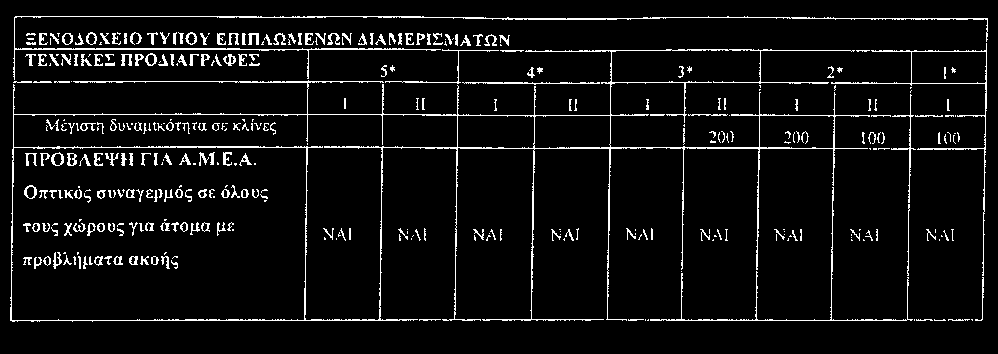 ΞΕΝΟΔΟΧΕΙΟ ΤΥΠΟΥ ΕΠΙΠΛΩΜΕΝΩΝ ΔΙΑΜΕΡΙΣΜΑΤΩΝ
ΤΕΧΝΙΚΕΣ ΠΡΟΔΙΑΓΡΑΦΕΣ 5* 4* 3* 2* 1*
I II I II I II I II I
Μέγιστη δυναμικότητα σε κλίνες 200 200 100 100
ΠΡΟΒΛΕΨΗ ΓΙΑ Α.Μ.Ε.Α.
Οπτικός συναγερμός σε όλους
τους χώρους για άτομα με
ΝΑΙ ΝΑΙ ΝΑΙ ΝΑΙ ΝΑΙ ΝΑΙ ΝΑΙ ΝΑΙ ΝΑΙ
προβλήματα ακοής